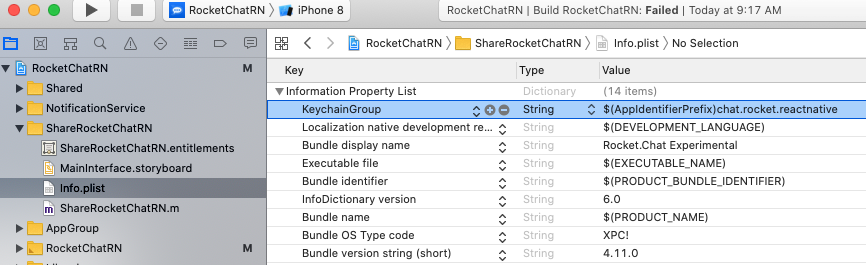 RocketChatRN iPhone 8 RocketChatRN | Build RocketChatRN: Failed | Today at 9:17 AM
RocketChatRN ShareRocketChatRN Info.plist No Selection
RocketChatRN M
Shared
NotificationService
ShareRocketChatRN
ShareRocketChatRN.entitlements
MainInterface.storyboard
Info.plist
ShareRocketChatRN.m
AppGroup
RocketChatRN M
Key Type Value
Information Property List Dictionary (14 items)
KeychainGroup String $(AppIdentifierPrefix)chat.rocket.reactnative
Localization native development re... String $(DEVELOPMENT_LANGUAGE)
Bundle display name String Rocket.Chat Experimental
Executable file String $(EXECUTABLE_NAME)
Bundle identifier String $(PRODUCT_BUNDLE_IDENTIFIER)
InfoDictionary version String 6.0
Bundle name String $(PRODUCT_NAME)
Bundle OS Type code String XPC!
Bundle version string (short) String 4.11.0